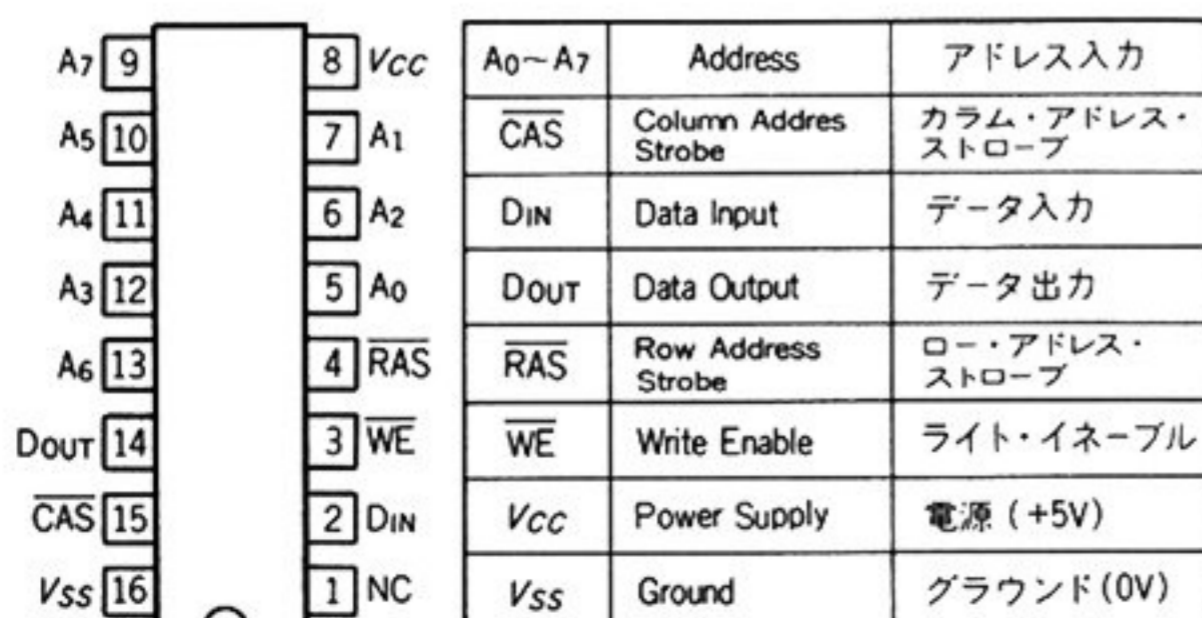 A7 9 8 VCC
A5 10 7 A1
A4 11 6 A2
A3 12 5 A0
A6 13 4 RAS
DOUT 14 3 WE
CAS 15 2 DIN
VSS 16 1 NC
A0~A7 Address アドレス入力
CAS Column Addres カラム・アドレス・
Strobe ストローブ
DIN Data Input データ入力
DOUT Data Output データ出力
RAS Row Address ロー・アドレス・
Strobe ストローブ
WE Write Enable ライト・イネーブル
VCC Power Supply 電源(+5V)
VSS Ground グラウンド(0V)